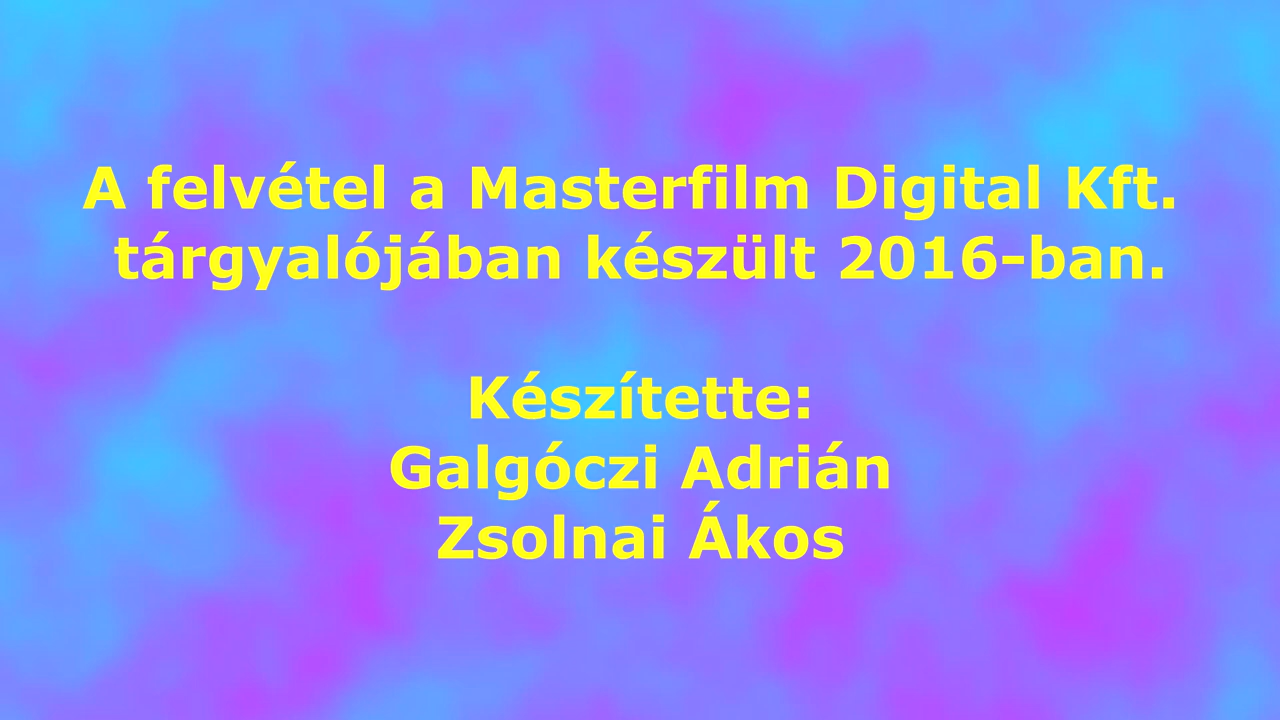 A felvétel a Masterfilm Digital Kft.
tárgyalójában készült 2016-ban.
Készítette:
Galgóczi Adrián
Zsolnai Ákos